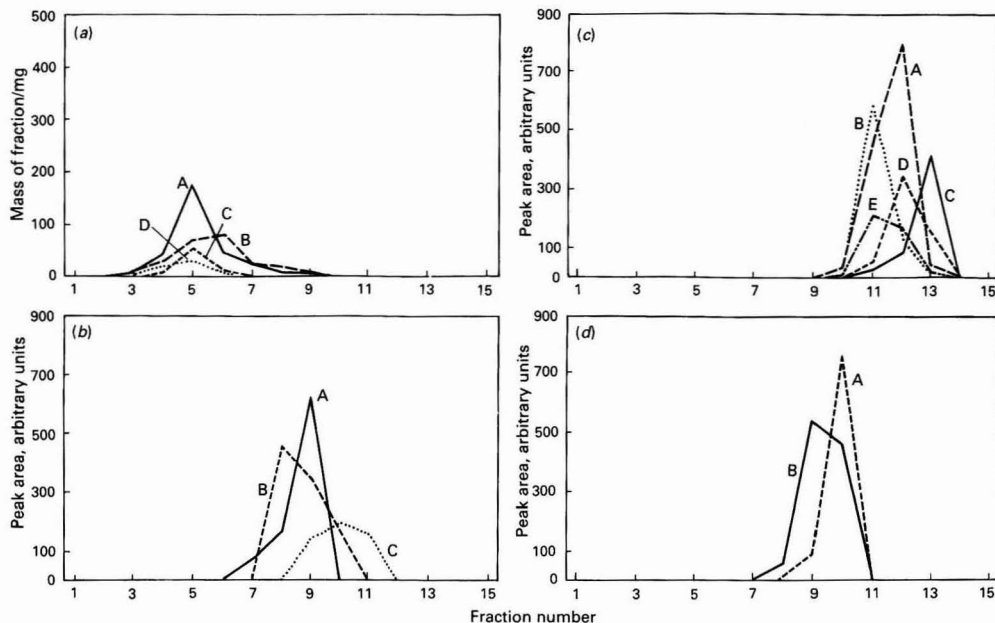 (a)
Mass of fraction/mg
500
400
300
200
100
0
A
B
C
D
1 3 5 7 9 11 13 15
(c)
Peak area, arbitrary units
900
700
500
300
100
0
A
B
C
D
E
1 3 5 7 9 11 13 15
(b)
Peak area, arbitrary units
900
700
500
300
100
0
A
B
C
1 3 5 7 9 11 13 15
(d)
Peak area, arbitrary units
900
700
500
300
100
0
A
B
1 3 5 7 9 11 13 15
Fraction number